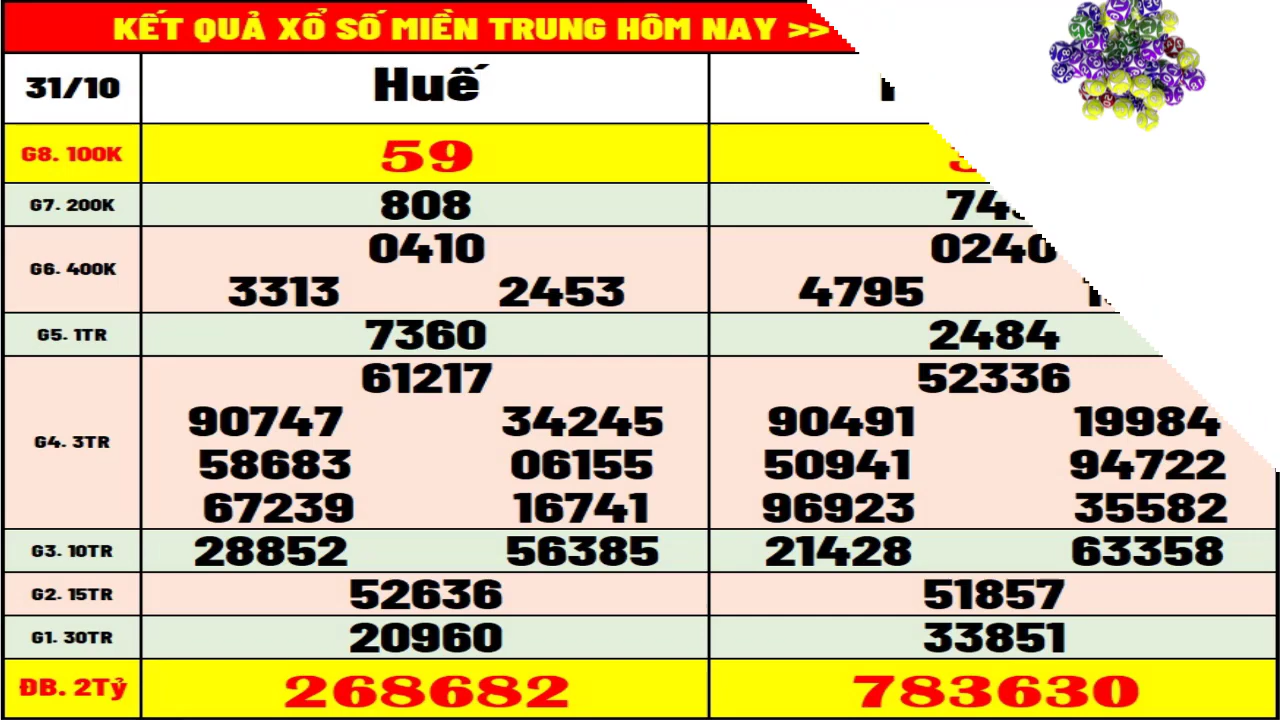 KẾT QUẢ XỔ SỐ MIỀN TRUNG HÔM NAY >>
31/10 Huế
G8. 100K 59
G7. 200K 808
0410 0240
G6. 400K
3313 2453 4795
G5. 1TR 7360 2484
61217 52336
90747 34245 90491 19984
G4. 3TR
58683 06155 50941 94722
67239 16741 96923 35582
G3. 10TR 28852 56385 21428 63358
G2. 15TR 52636 51857
G1. 30TR 20960 33851
ĐB. 2Tỷ 268682 783630